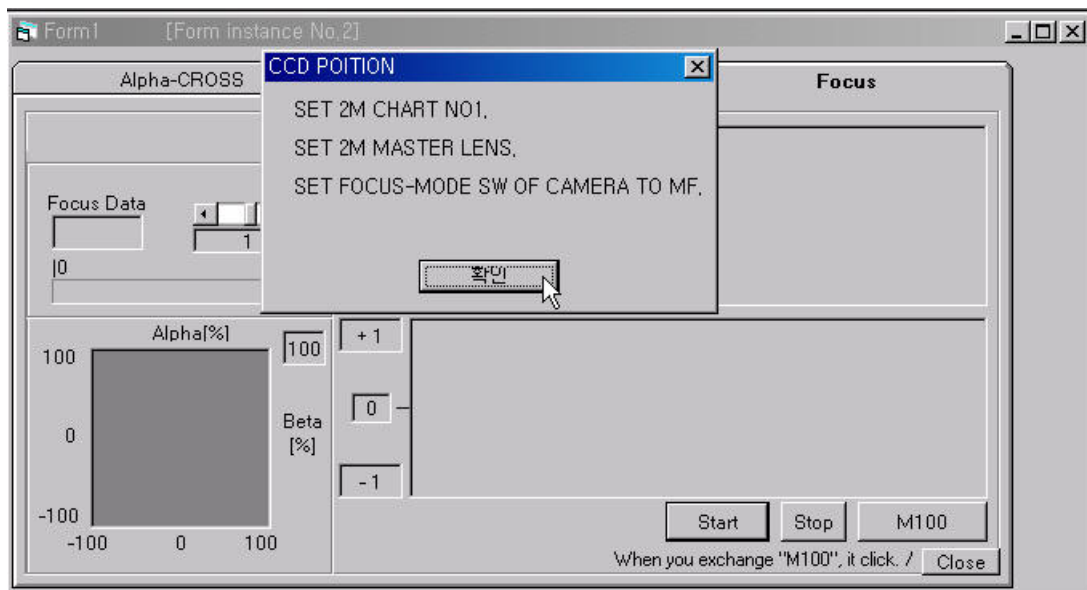 Form1 [Form instance No.2]
Alpha-CROSS
Focus
CCD POITION
SET 2M CHART NO1,
SET 2M MASTER LENS,
SET FOCUS-MODE SW OF CAMERA TO MF,
확인
Focus Data
1
|0
Alpha[%]
100
0
-100
-100 0 100
100
Beta
[%]
+1
0
-1
Start Stop M100
When you exchange "M100", it click. / Close